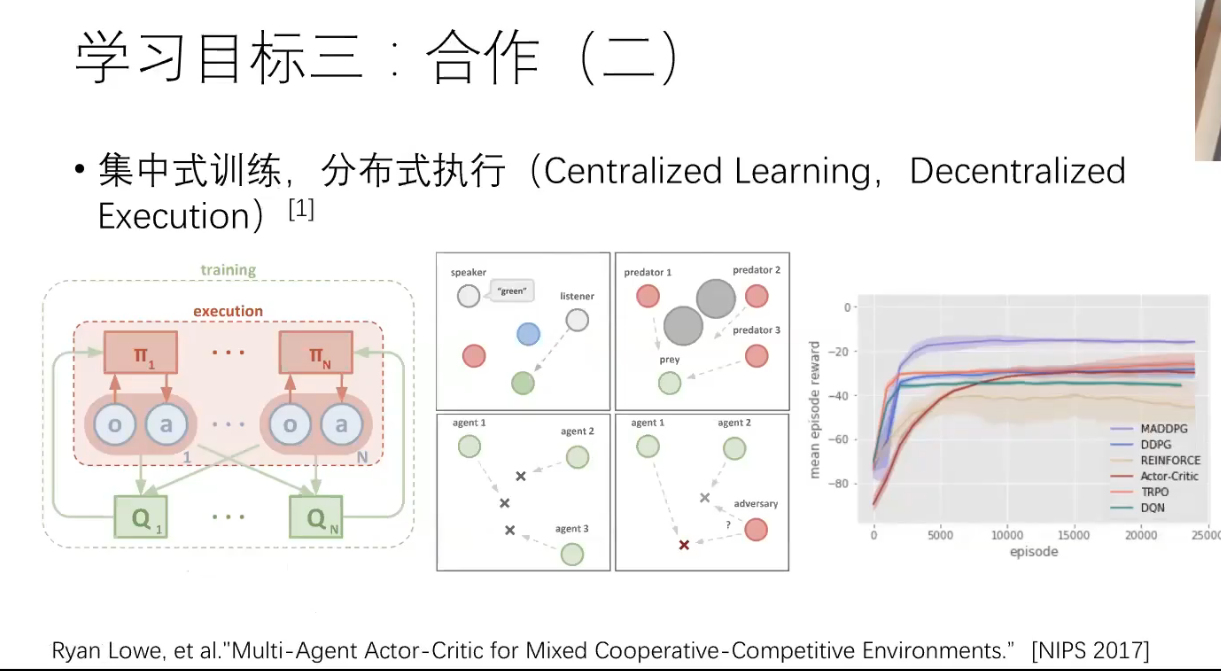 学习目标三：合作（二）
• 集中式训练，分布式执行（Centralized Learning，Decentralized
Execution）[1]
training
execution
π1
···
πN
o
a
···
o
a
1
N
Q1
···
QN
speaker
"green"
listener
predator 1
predator 2
predator 3
prey
agent 1
agent 2
agent 3
agent 1
agent 2
adversary
?
mean episode reward
0
−20
−40
−60
−80
MADDPG
DDPG
REINFORCE
Actor-Critic
TRPO
DQN
0
5000
10000
15000
20000
25000
episode
Ryan Lowe, et al."Multi-Agent Actor-Critic for Mixed Cooperative-Competitive Environments.” [NIPS 2017]